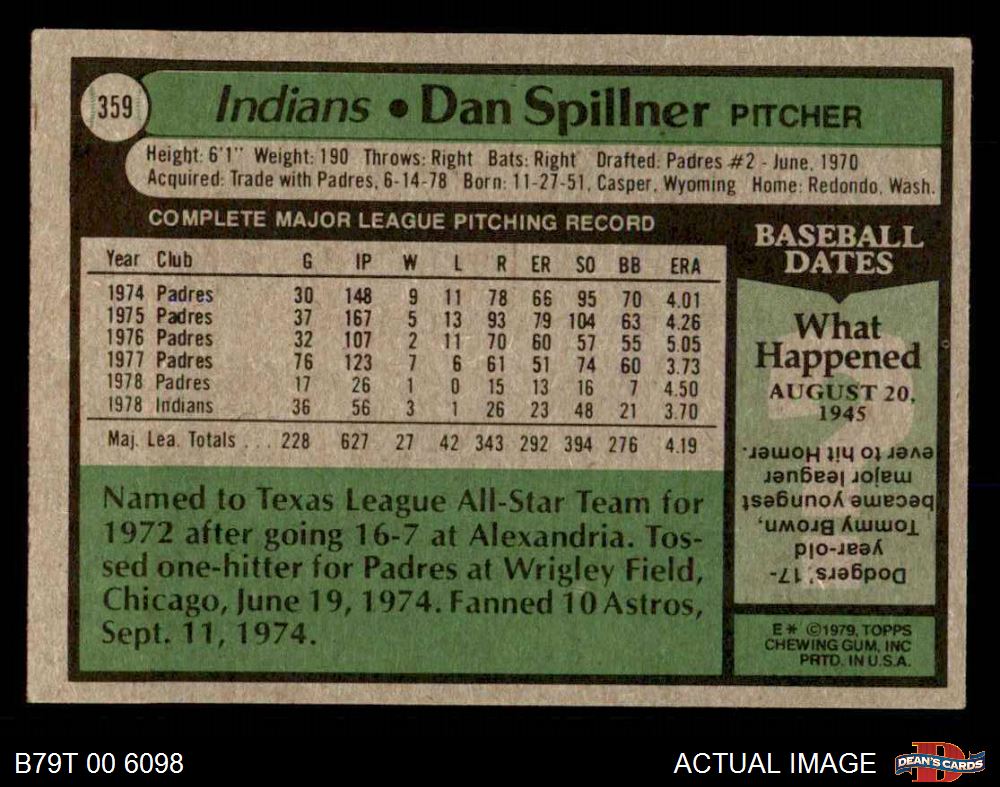 359
Indians • Dan Spillner PITCHER
Height: 6'1" Weight: 190 Throws: Right Bats: Right Drafted: Padres #2 - June, 1970
Acquired: Trade with Padres, 6-14-78 Born: 11-27-51, Casper, Wyoming Home: Redondo, Wash.
COMPLETE MAJOR LEAGUE PITCHING RECORD
Year Club G IP W L R ER SO BB ERA
1974 Padres 30 148 9 11 78 66 95 70 4.01
1975 Padres 37 167 5 13 93 79 104 63 4.26
1976 Padres 32 107 2 11 70 60 57 55 5.05
1977 Padres 76 123 7 6 61 51 74 60 3.73
1978 Padres 17 26 1 0 15 13 16 7 4.50
1978 Indians 36 56 3 1 26 23 48 21 3.70
Maj. Lea. Totals . . . 228 627 27 42 343 292 394 276 4.19
Named to Texas League All-Star Team for
1972 after going 16-7 at Alexandria. Tos-
sed one-hitter for Padres at Wrigley Field,
Chicago, June 19, 1974. Fanned 10 Astros,
Sept. 11, 1974.
BASEBALL
DATES
What
Happened
AUGUST 20,
1945
Dodgers' 17-
year-old
Tommy Brown,
became youngest
major leaguer
ever to hit Homer.
E* ©1979, TOPPS
CHEWING GUM, INC
PRTD. IN U.S.A.
B79T 00 6098
ACTUAL IMAGE
DEAN'S CARDS